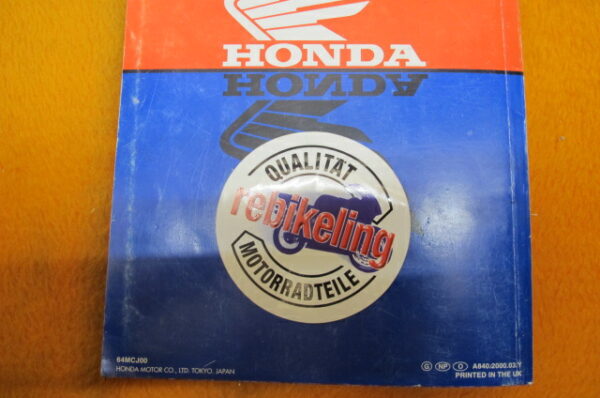 HONDA
HONDA
QUALITÄT
rebikeling
MOTORRADTEILE
64MCJ00
HONDA MOTOR CO., LTD. TOKYO, JAPAN
G NP O A840.2000.03.Y
PRINTED IN THE UK